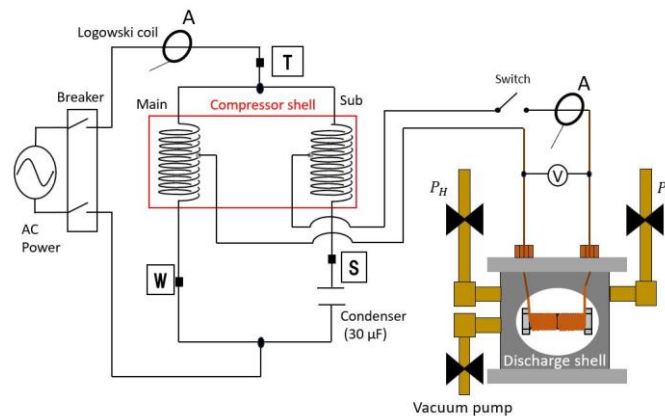 A
Logowski coil
T
Breaker
Main
Compressor shell
Sub
Switch
A
V
P_H
P
AC
Power
W
S
Condenser
(30 µF)
Discharge shell
Vacuum pump